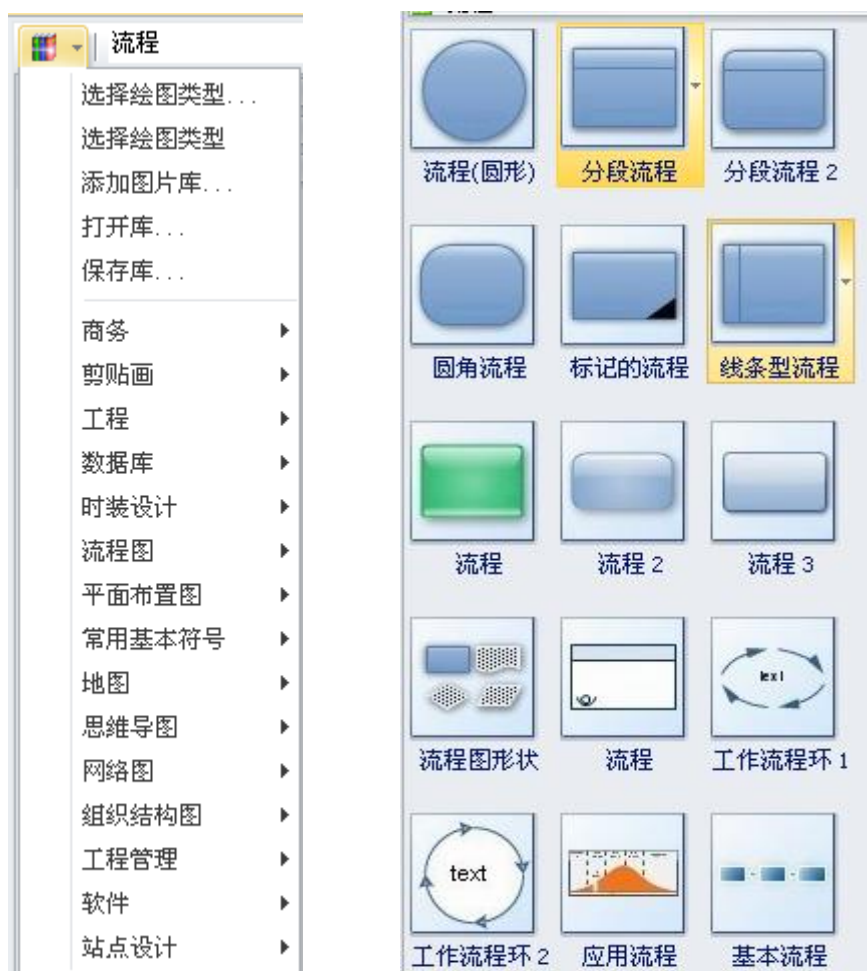 流程
选择绘图类型...
选择绘图类型
添加图片库...
打开库...
保存库...
商务
剪贴画
工程
数据库
时装设计
流程图
平面布置图
常用基本符号
地图
思维导图
网络图
组织结构图
工程管理
软件
站点设计
流程(圆形) 分段流程 分段流程 2
圆角流程 标记的流程 线条型流程
流程 流程 2 流程 3
text
流程图形状 流程 工作流程环 1
text
工作流程环 2 应用流程 基本流程